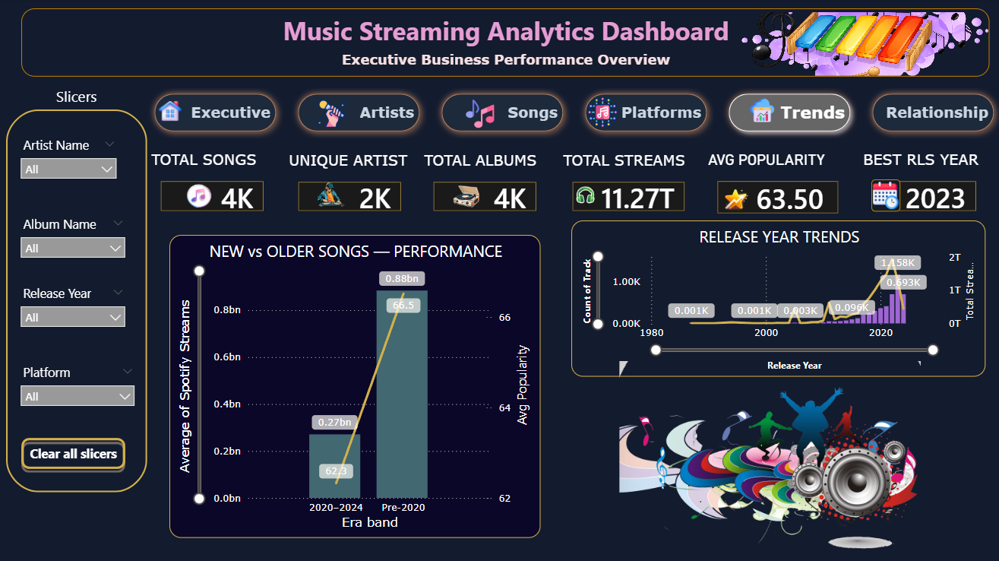 Music Streaming Analytics Dashboard
Executive Business Performance Overview
Slicers
Executive
Artists
Songs
Platforms
Trends
Relationship
Artist Name
All
Album Name
All
Release Year
All
Platform
All
Clear all slicers
TOTAL SONGS
4K
UNIQUE ARTIST
2K
TOTAL ALBUMS
4K
TOTAL STREAMS
11.27T
AVG POPULARITY
63.50
BEST RLS YEAR
2023
NEW vs OLDER SONGS — PERFORMANCE
Average of Spotify Streams
0.8bn
0.6bn
0.4bn
0.2bn
0.0bn
0.88bn
66.5
0.27bn
62.3
66
64
62
Avg Popularity
2020–2024
Pre-2020
Era band
RELEASE YEAR TRENDS
Count of Track
1.00K
0.00K
0.001K
0.001K
0.003K
0.096K
1.158K
0.693K
2T
1T
0T
Total Strea...
1980
2000
2020
Release Year